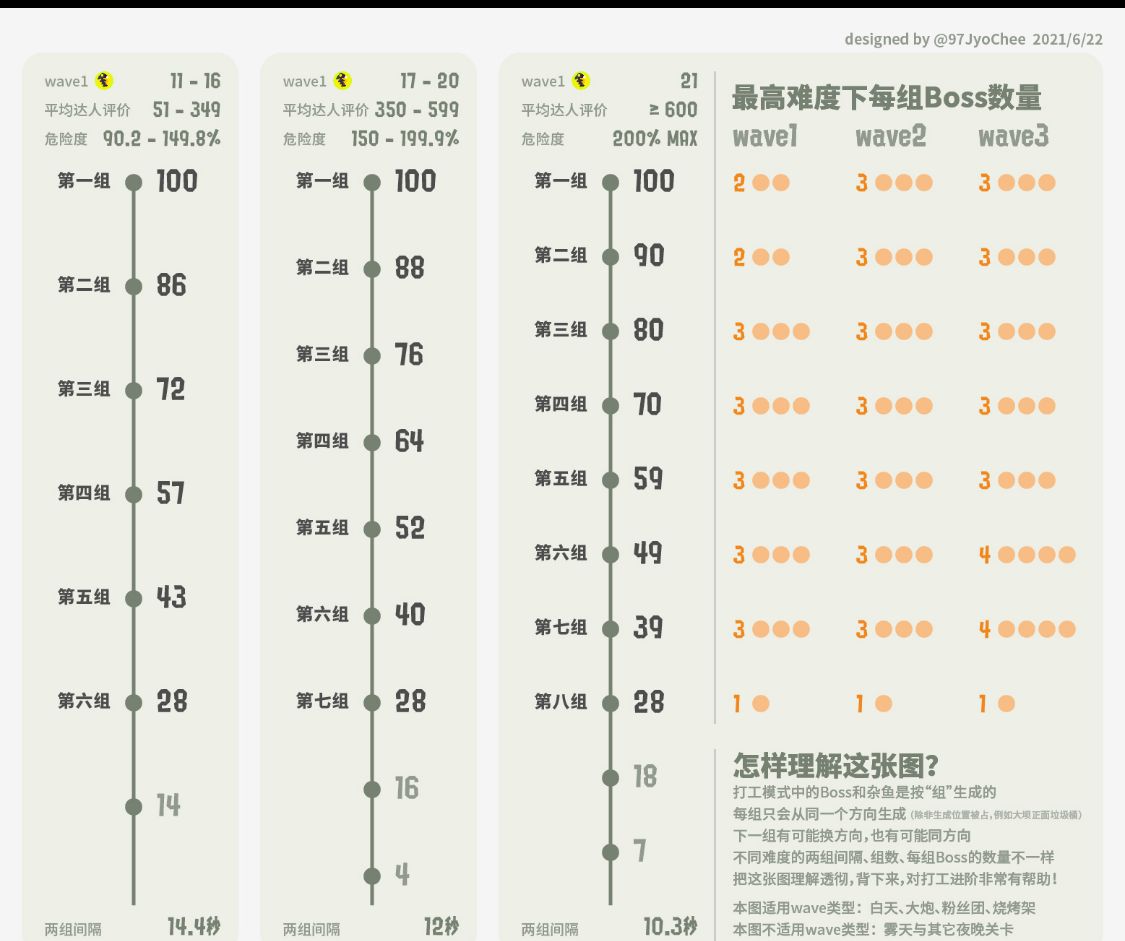 designed by @97JyoChee 2021/6/22
wave1 11 - 16
平均达人评价 51 - 349
危险度 90.2 - 149.8%
第一组 100
第二组 86
第三组 72
第四组 57
第五组 43
第六组 28
14
两组间隔 14.4秒
wave1 17 - 20
平均达人评价 350 - 599
危险度 150 - 199.9%
第一组 100
第二组 88
第三组 76
第四组 64
第五组 52
第六组 40
第七组 28
16
4
两组间隔 12秒
wave1 21
平均达人评价 ≥ 600
危险度 200% MAX
第一组 100
第二组 90
第三组 80
第四组 70
第五组 59
第六组 49
第七组 39
第八组 28
18
7
两组间隔 10.3秒
最高难度下每组Boss数量
wave1 wave2 wave3
2 3 3
2 3 3
3 3 3
3 3 3
3 3 3
3 3 4
3 3 4
1 1 1
怎样理解这张图?
打工模式中的Boss和杂鱼是按“组”生成的
每组只会从同一个方向生成 (除非生成位置被占,例如大坝正面垃圾桶)
下一组有可能换方向,也有可能同方向
不同难度的两组间隔、组数、每组Boss的数量不一样
把这张图理解透彻,背下来,对打工进阶非常有帮助!
本图适用wave类型：白天、大炮、粉丝团、烧烤架
本图不适用wave类型：雾天与其它夜晚关卡